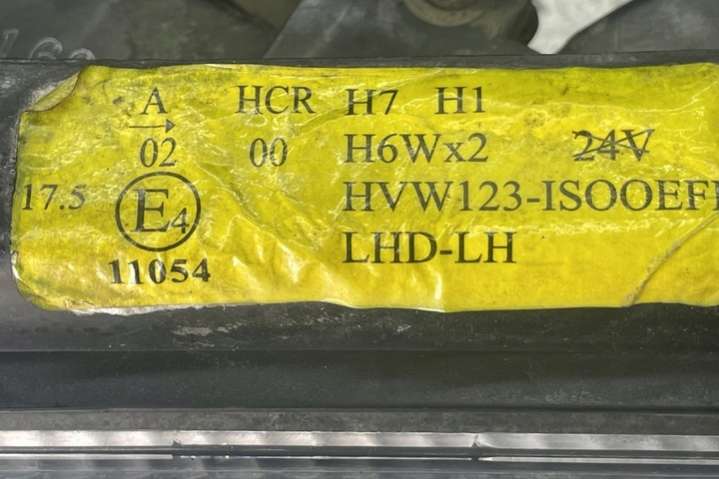 A HCR H7 H1
→
02 00 H6Wx2 24V
17.5 E4 HVW123-ISOOEF
11054 LHD-LH